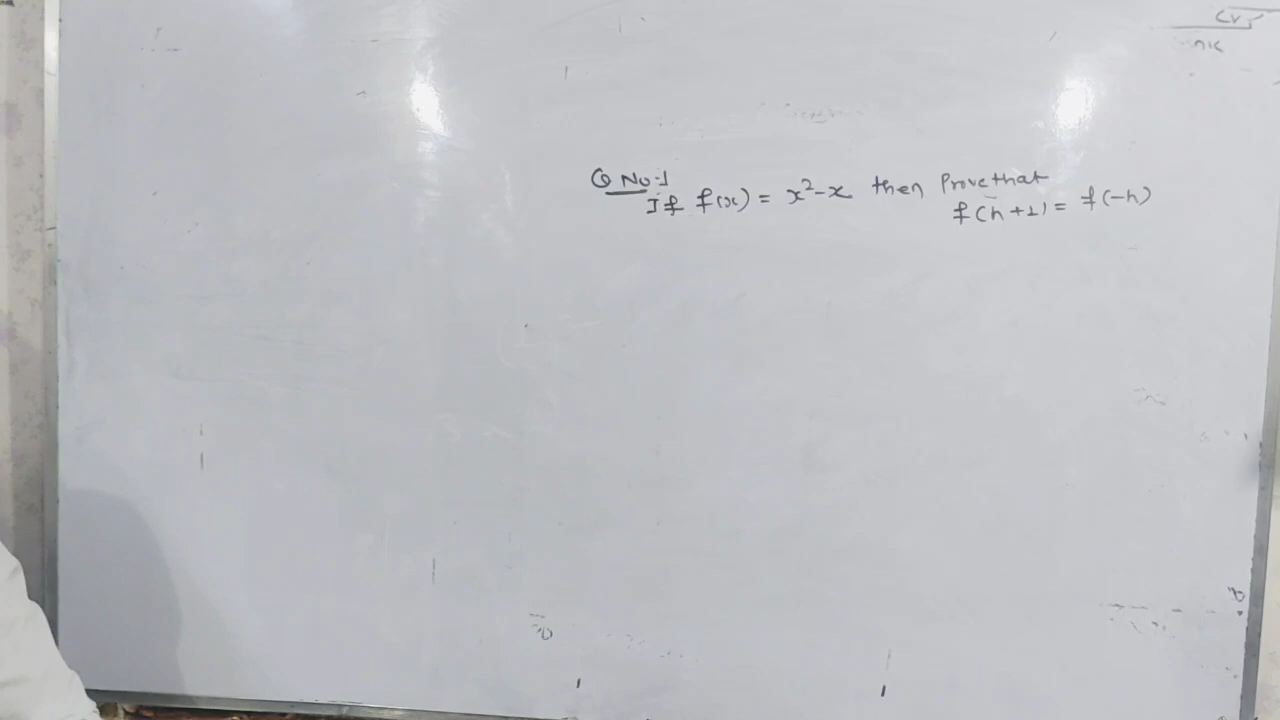 Q No:1
If f(x) = x²-x then Prove that
f(h+1) = f(-h)